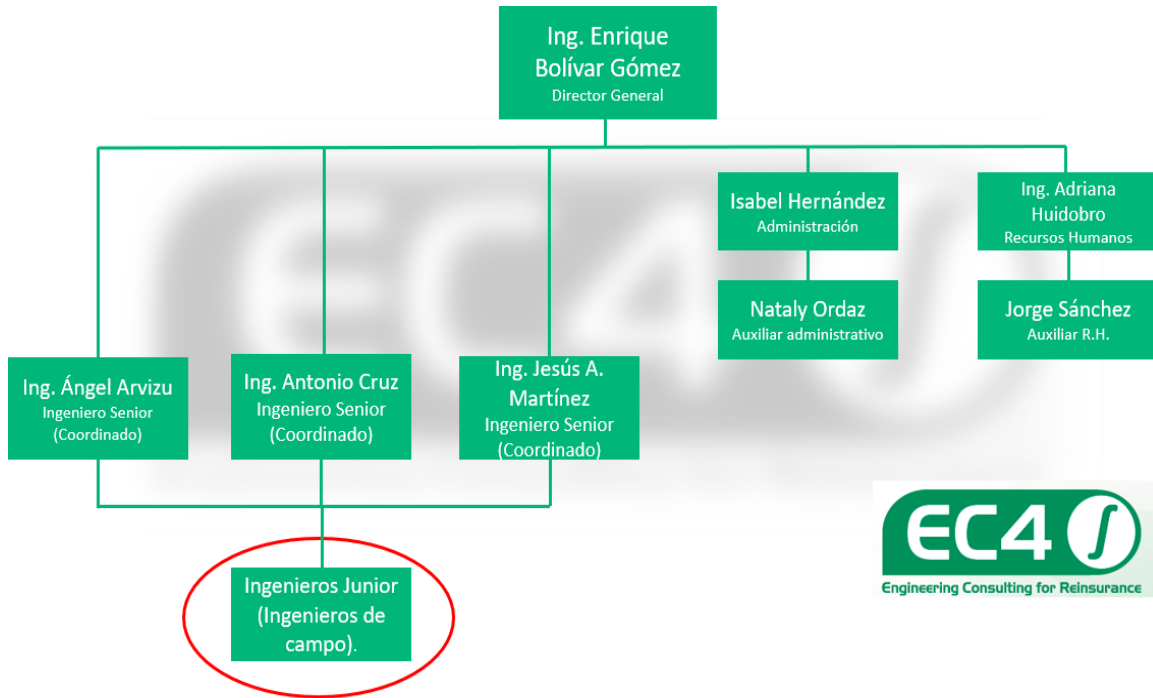 Ing. Enrique
Bolívar Gómez
Director General
Isabel Hernández
Administración
Ing. Adriana
Huidobro
Recursos Humanos
Nataly Ordaz
Auxiliar administrativo
Jorge Sánchez
Auxiliar R.H.
Ing. Ángel Arvizu
Ingeniero Senior
(Coordinado)
Ing. Antonio Cruz
Ingeniero Senior
(Coordinado)
Ing. Jesús A.
Martínez
Ingeniero Senior
(Coordinado)
Ingenieros Junior
(Ingenieros de
campo).
EC4
EC4
Engineering Consulting for Reinsurance